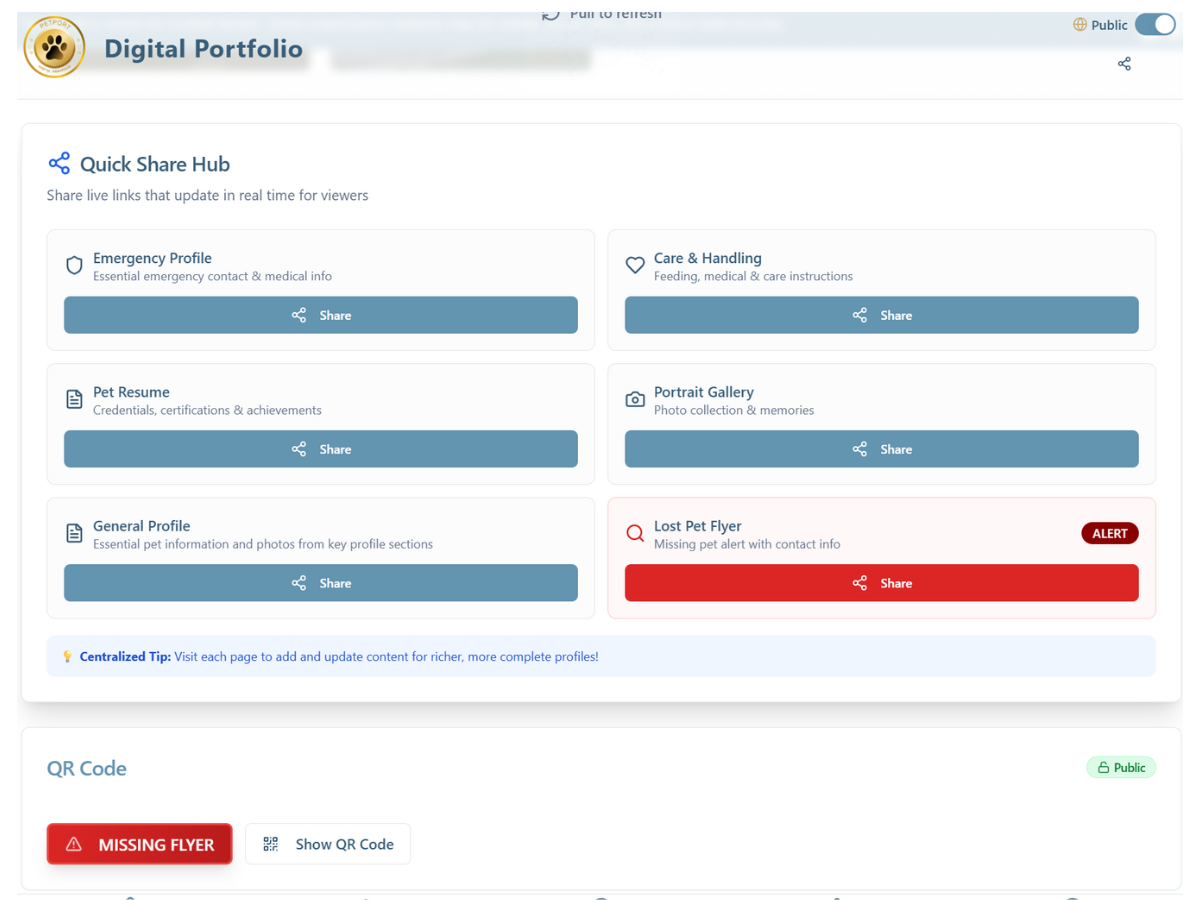 Pull to refresh
Public
PETPORT
Digital Portfolio
Quick Share Hub
Share live links that update in real time for viewers
Emergency Profile
Essential emergency contact & medical info
Share
Care & Handling
Feeding, medical & care instructions
Share
Pet Resume
Credentials, certifications & achievements
Share
Portrait Gallery
Photo collection & memories
Share
General Profile
Essential pet information and photos from key profile sections
Share
Lost Pet Flyer
Missing pet alert with contact info
ALERT
Share
Centralized Tip: Visit each page to add and update content for richer, more complete profiles!
QR Code
Public
MISSING FLYER
Show QR Code